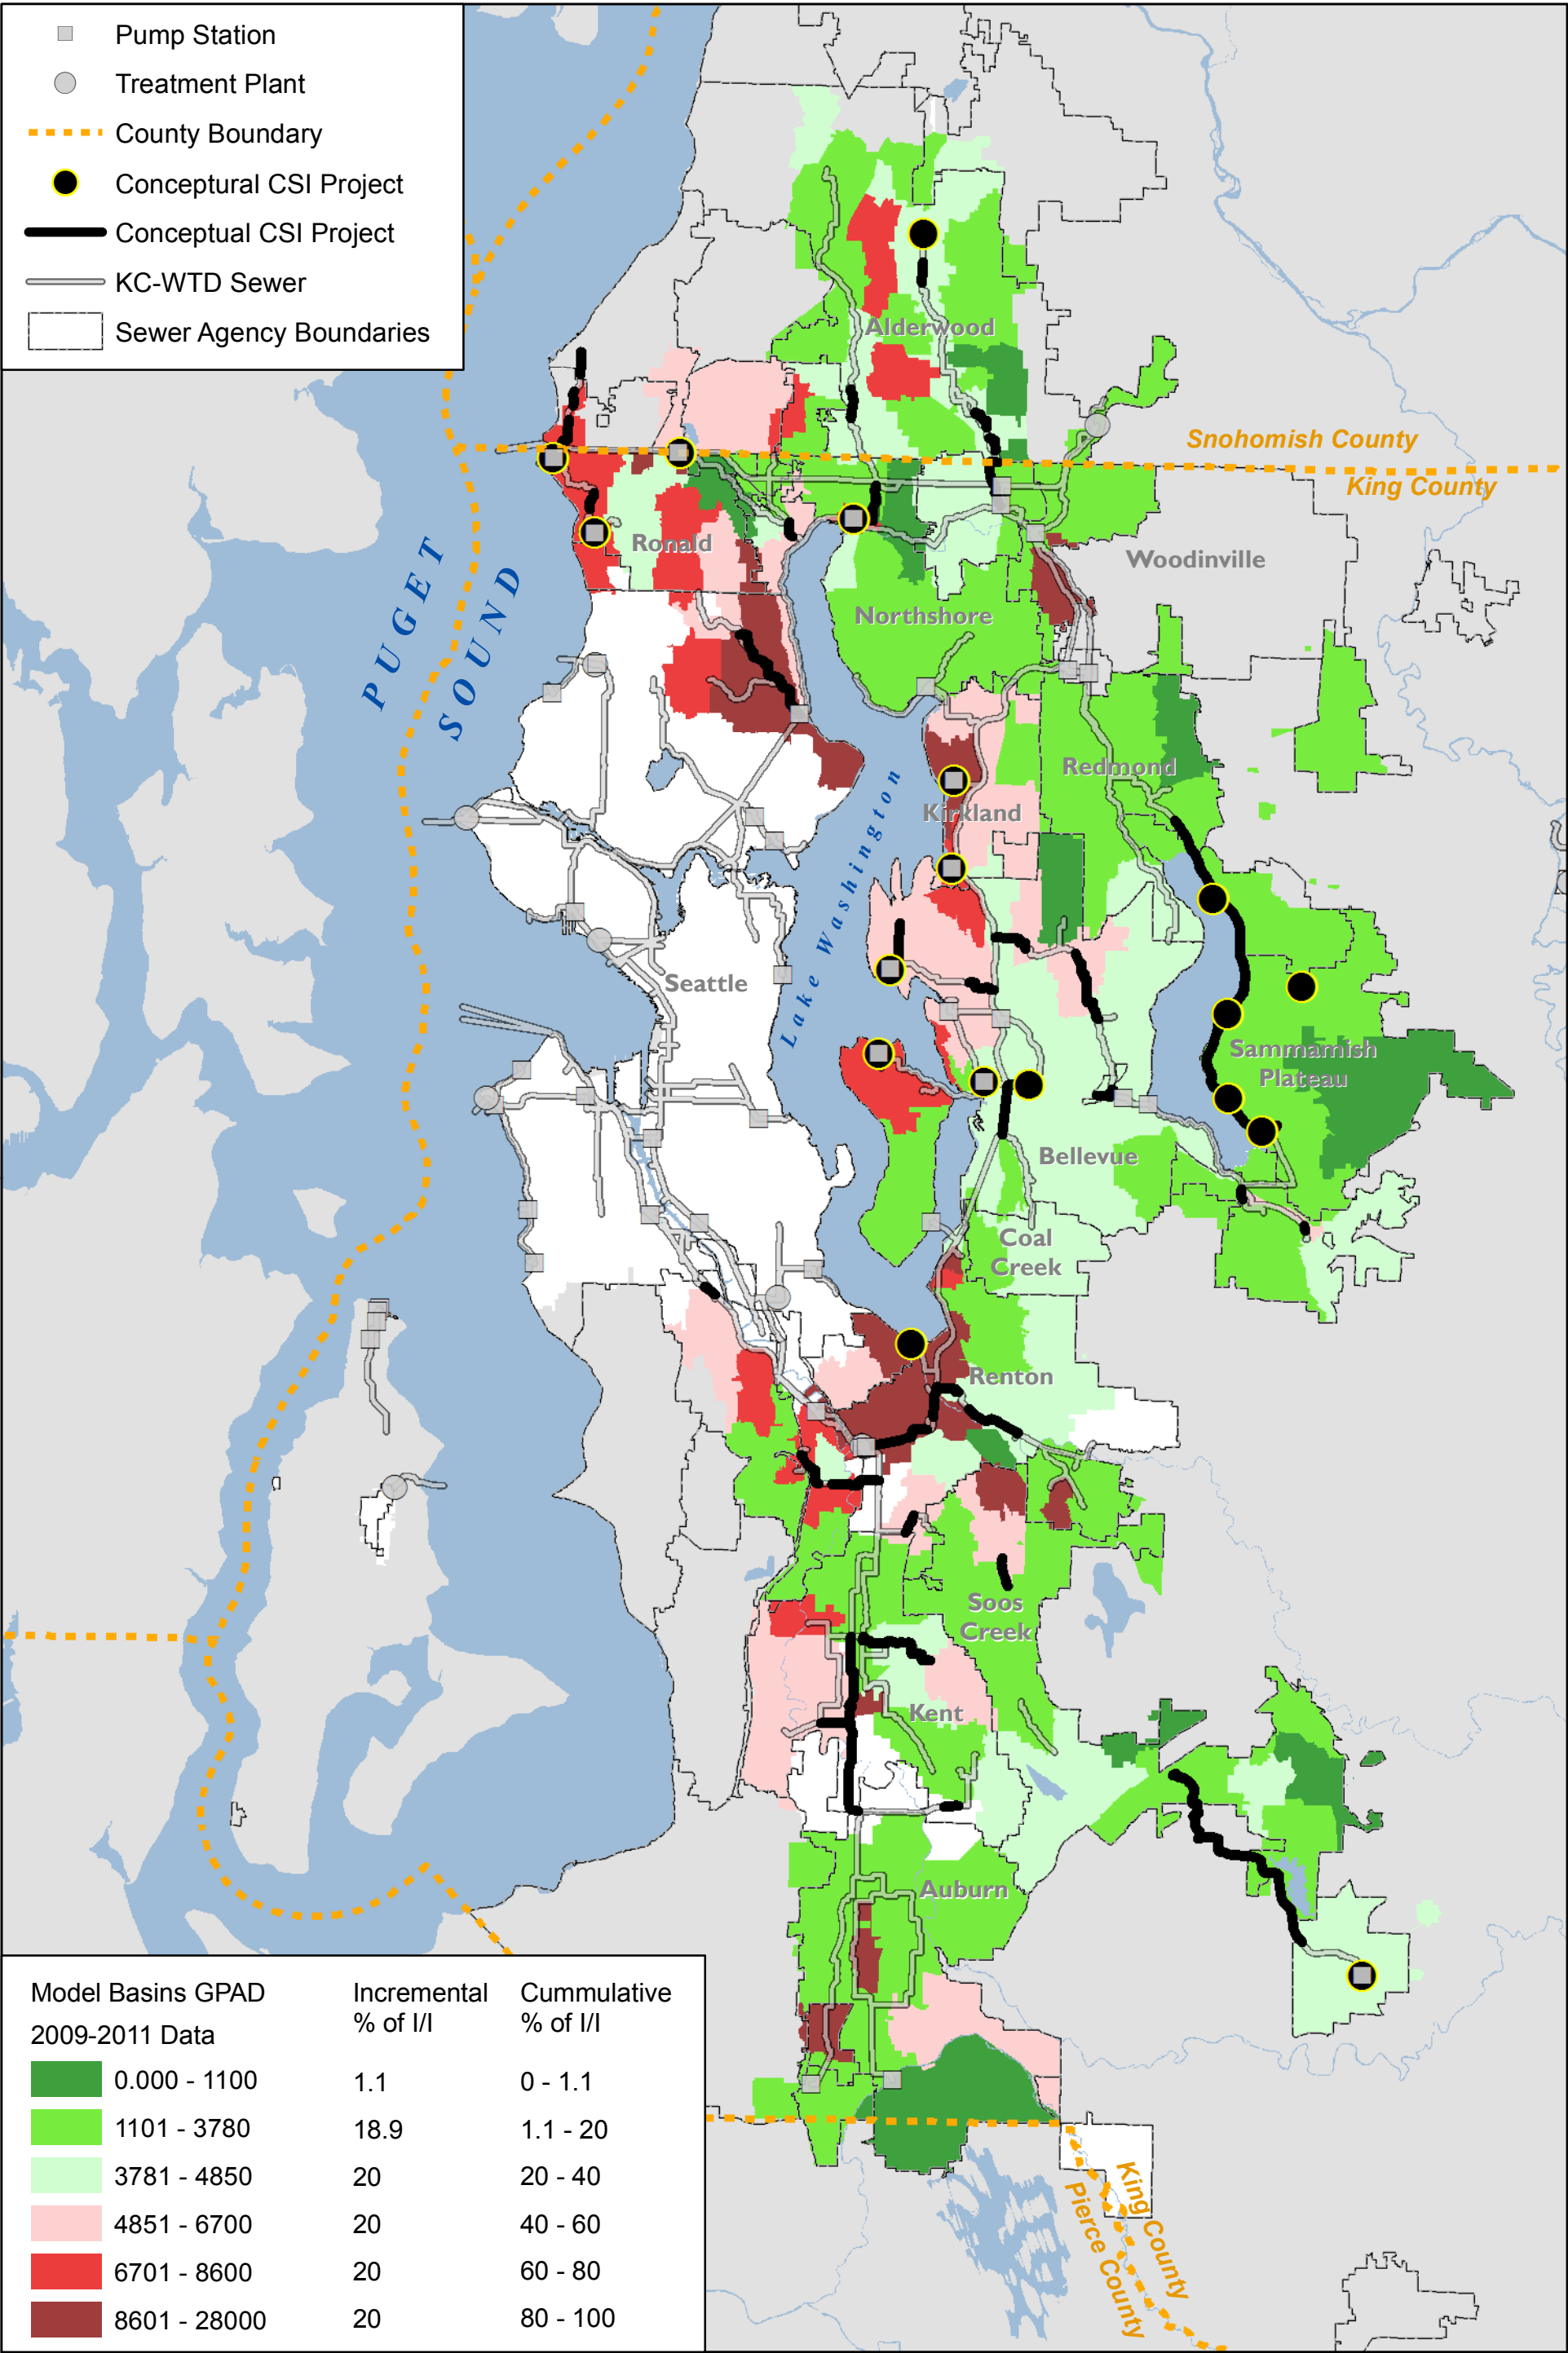 Pump Station
Treatment Plant
County Boundary
Conceptural CSI Project
Conceptual CSI Project
KC-WTD Sewer
Sewer Agency Boundaries
Alderwood
Snohomish County
King County
Ronald
Woodinville
Northshore
PUGET
SOUND
Redmond
Kirkland
Lake Washington
Seattle
Sammamish
Plateau
Bellevue
Coal
Creek
Renton
Soos
Creek
Kent
Auburn
King County
Pierce County
Model Basins GPAD
2009-2011 Data
Incremental
% of I/I
Cummulative
% of I/I
0.000 - 1100 1.1 0 - 1.1
1101 - 3780 18.9 1.1 - 20
3781 - 4850 20 20 - 40
4851 - 6700 20 40 - 60
6701 - 8600 20 60 - 80
8601 - 28000 20 80 - 100